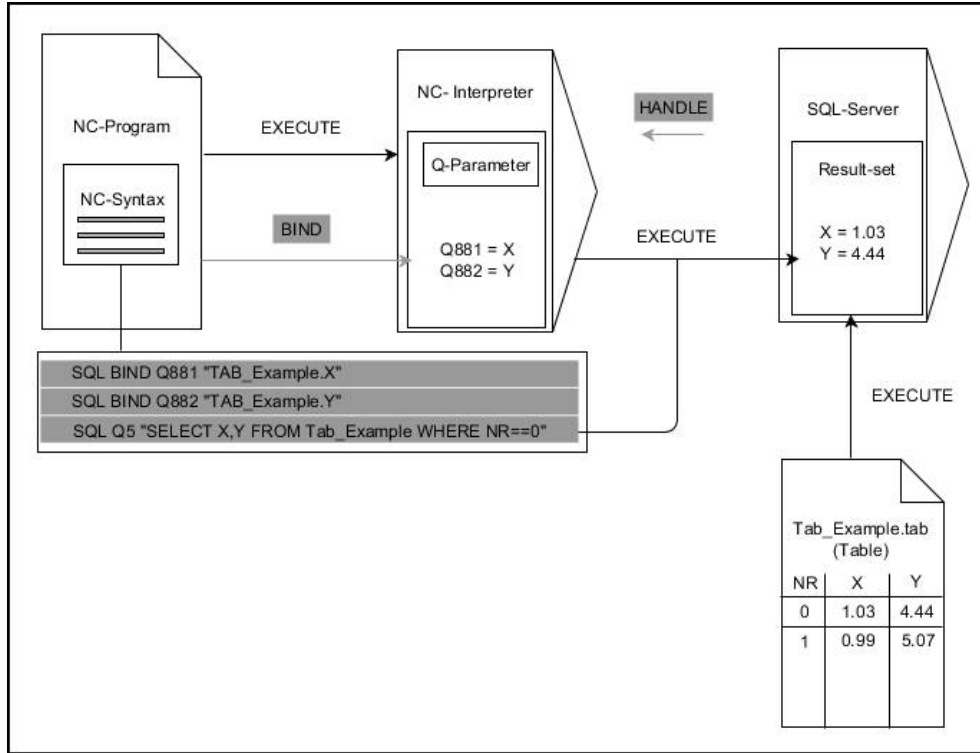 NC-Program
NC-Syntax
EXECUTE
BIND
NC- Interpreter
Q-Parameter
Q881 = X
Q882 = Y
HANDLE
EXECUTE
SQL-Server
Result-set
X = 1.03
Y = 4.44
SQL BIND Q881 "TAB_Example.X"
SQL BIND Q882 "TAB_Example.Y"
SQL Q5 "SELECT X,Y FROM Tab_Example WHERE NR==0"
EXECUTE
Tab_Example.tab
(Table)
NR X Y
0 1.03 4.44
1 0.99 5.07